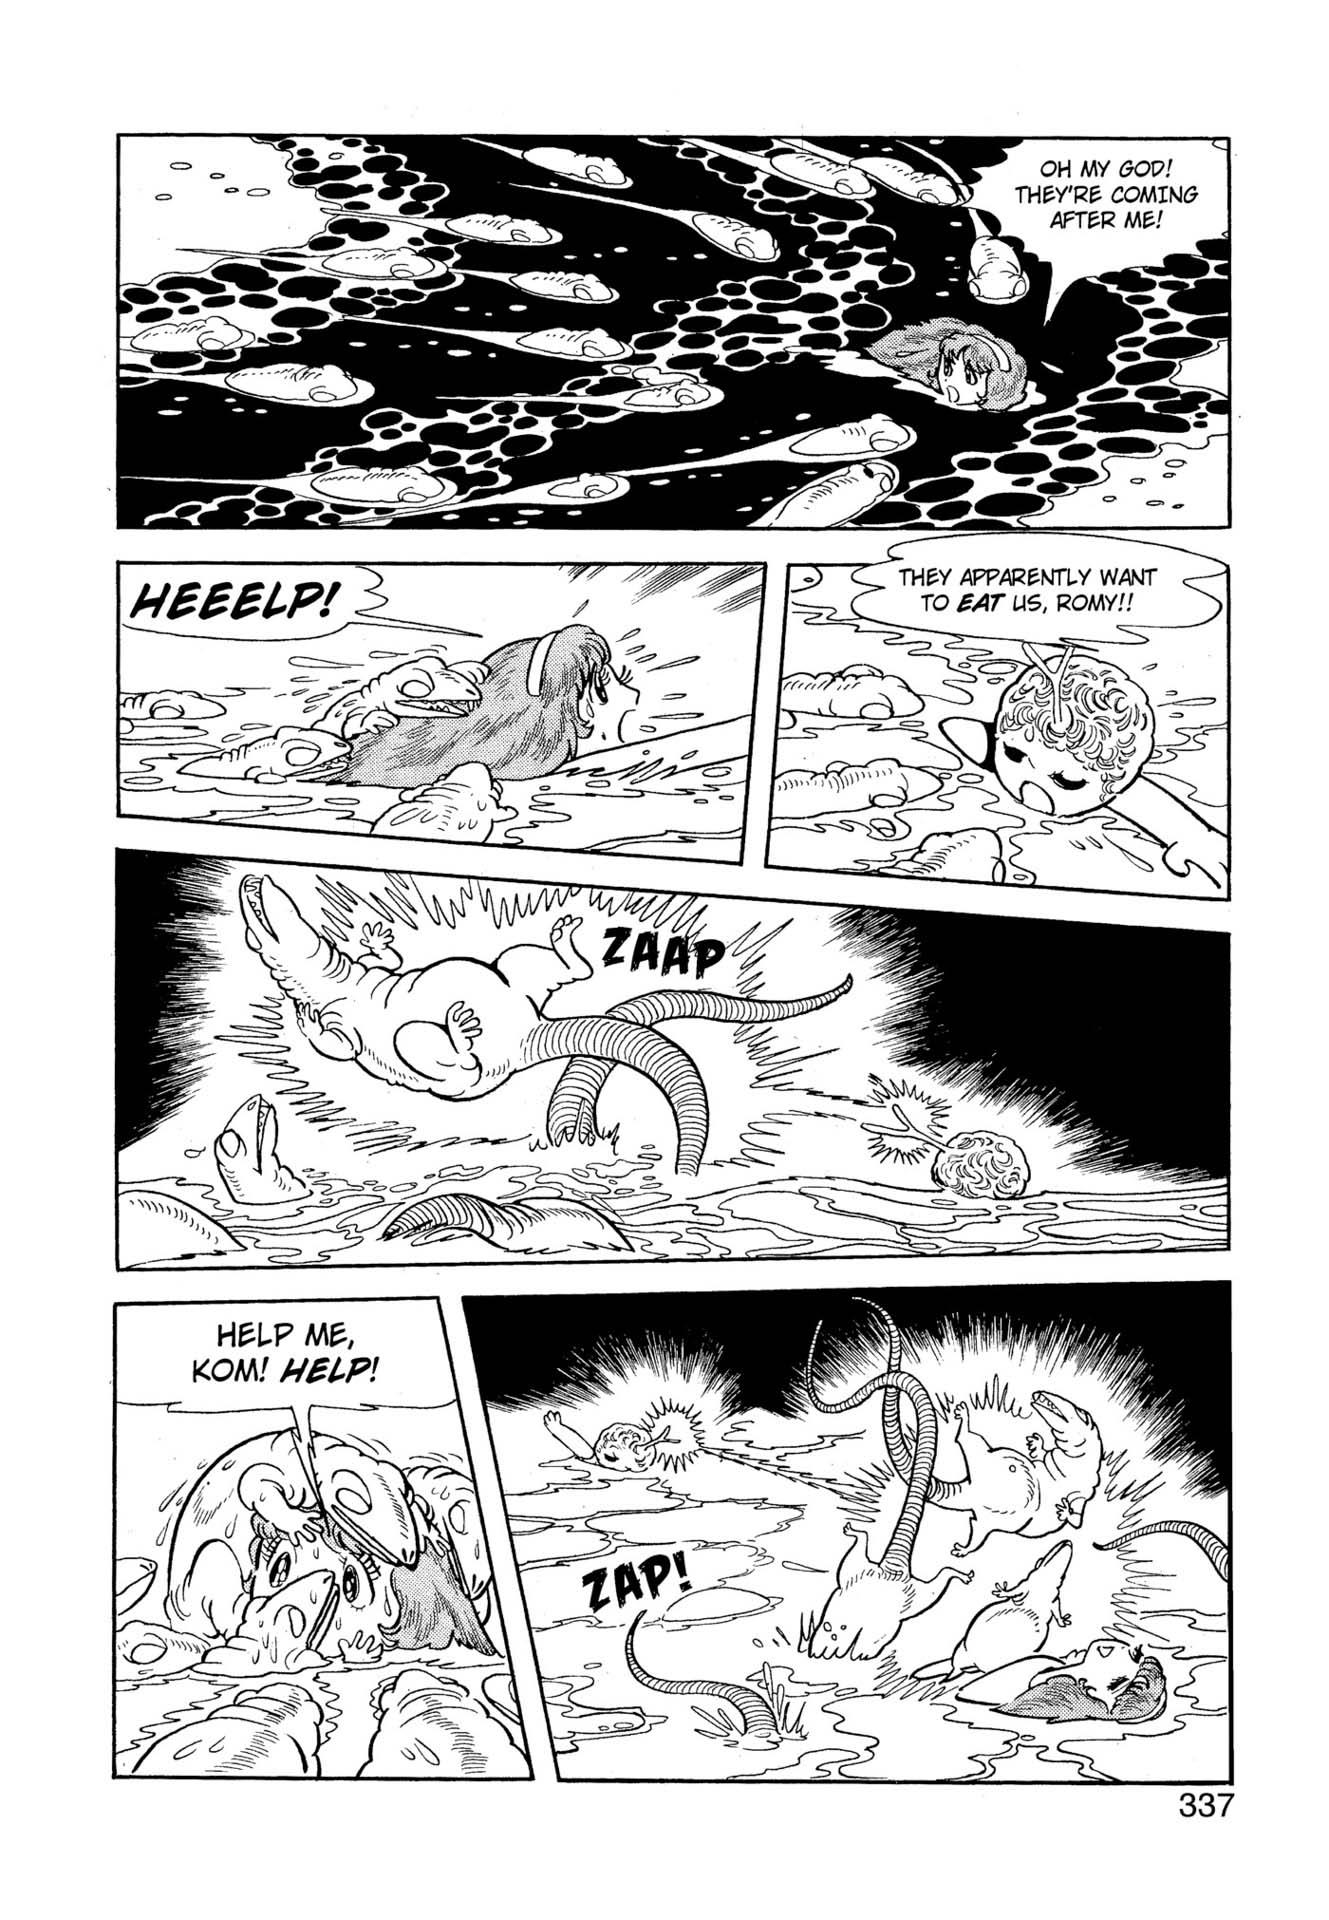 OH MY GOD!
THEY'RE COMING
AFTER ME!
HEEELP!
THEY APPARENTLY WANT
TO EAT US, ROMY!!
ZAAP
HELP ME,
KOM! HELP!
ZAP!
337